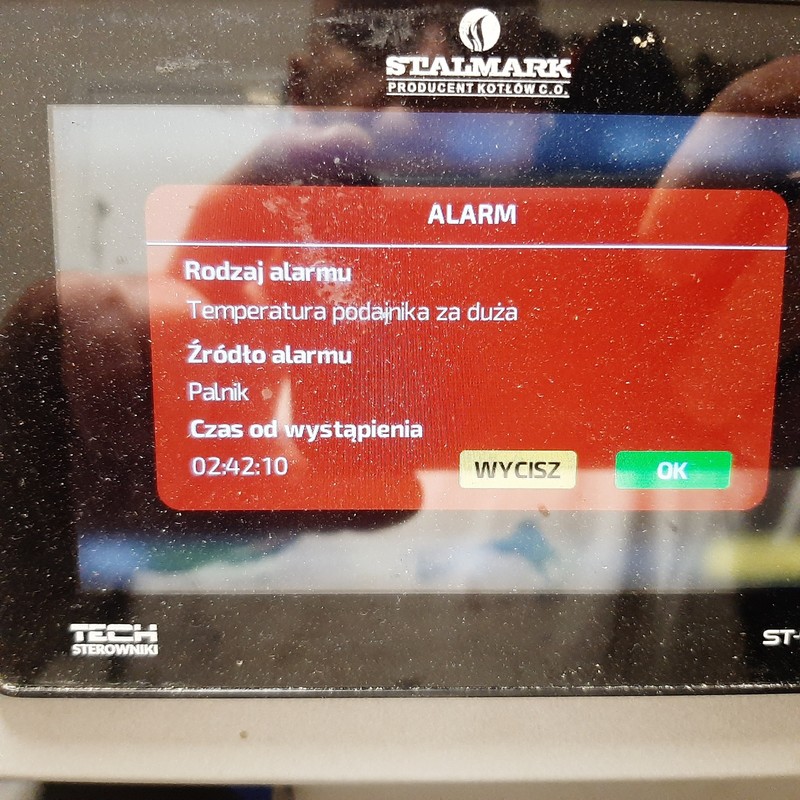 STALMARK
PRODUCENT KOTŁÓW C.O.
ALARM
Rodzaj alarmu
Temperatura podajnika za duża
Źródło alarmu
Palnik
Czas od wystąpienia
02:42:10
WYCISZ
OK
TECH
STEROWNIKI
ST-